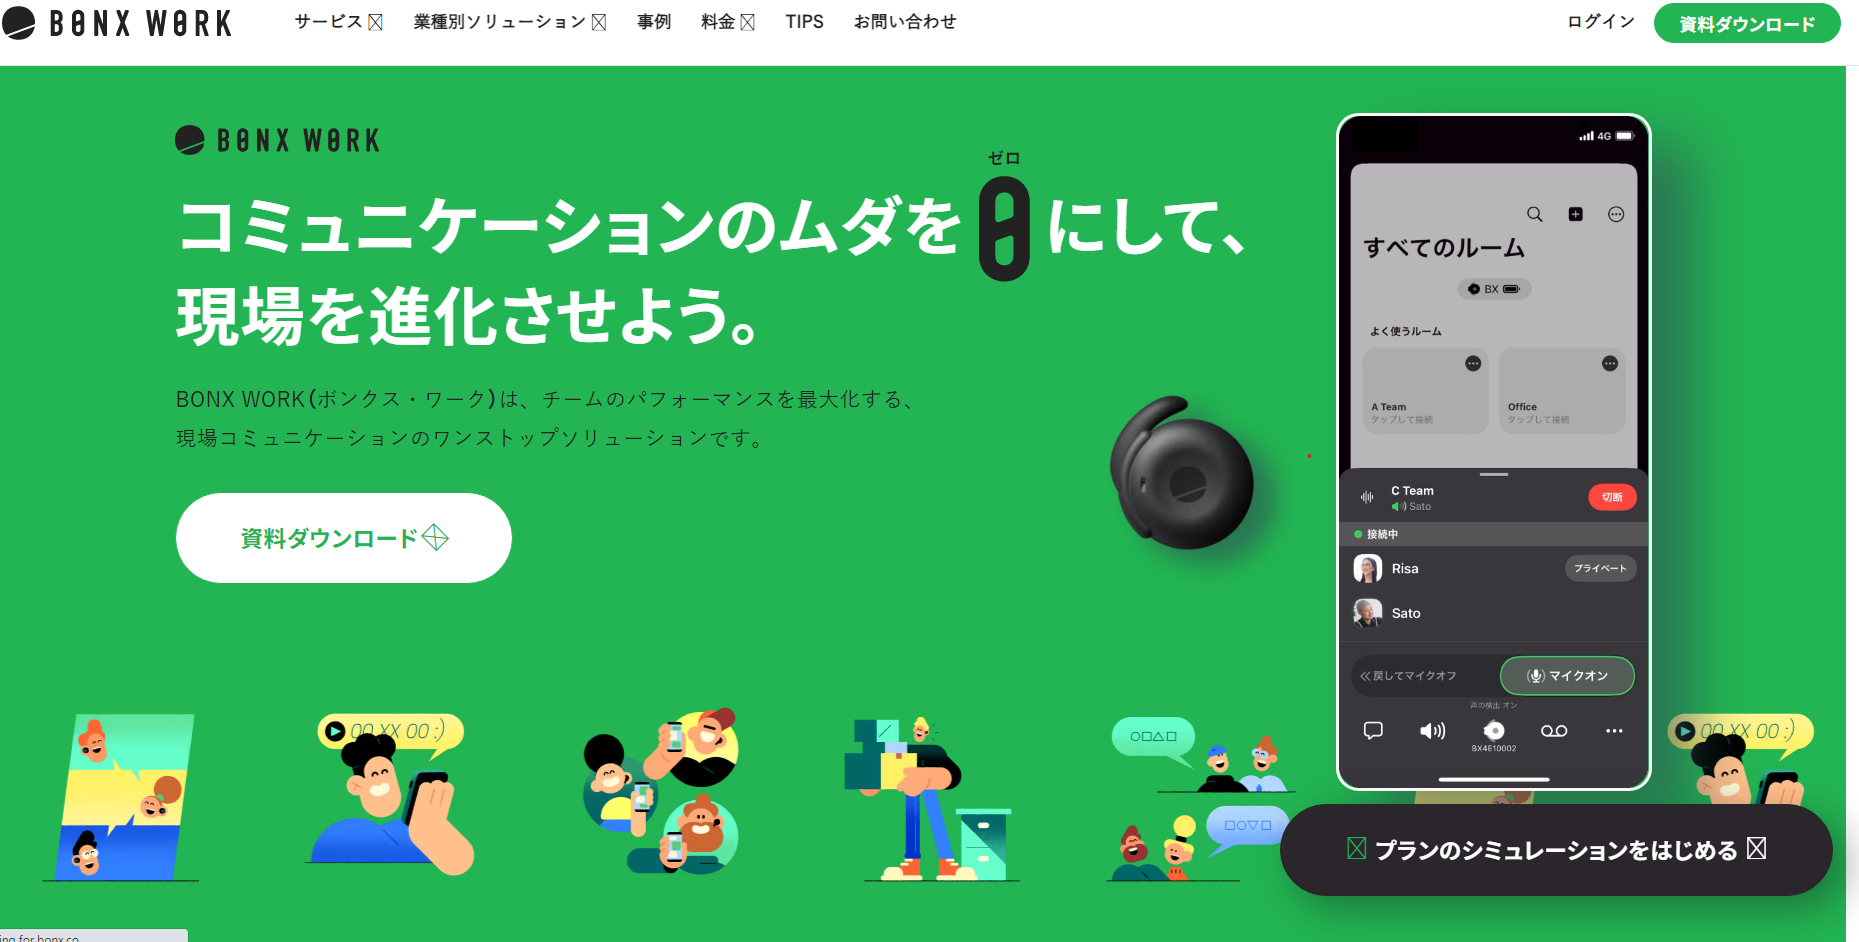 BONX WORK
サービス 業種別ソリューション 事例 料金 TIPS お問い合わせ
ログイン 資料ダウンロード
BONX WORK
ゼロ
コミュニケーションのムダを0にして、
現場を進化させよう。
BONX WORK(ボンクス・ワーク)は、チームのパフォーマンスを最大化する、
現場コミュニケーションのワンストップソリューションです。
資料ダウンロード
4G
すべてのルーム
BX
よく使うルーム
A Team
タップして接続
Office
タップして接続
C Team
Sato
切断
接続中
Risa
プライベート
Sato
戻してマイクオフ
マイクオン
声の検出 オン
BX4E10002
00 XX 00 :)
00 XX 00 :)
プランのシミュレーションをはじめる
ing for bonx.co